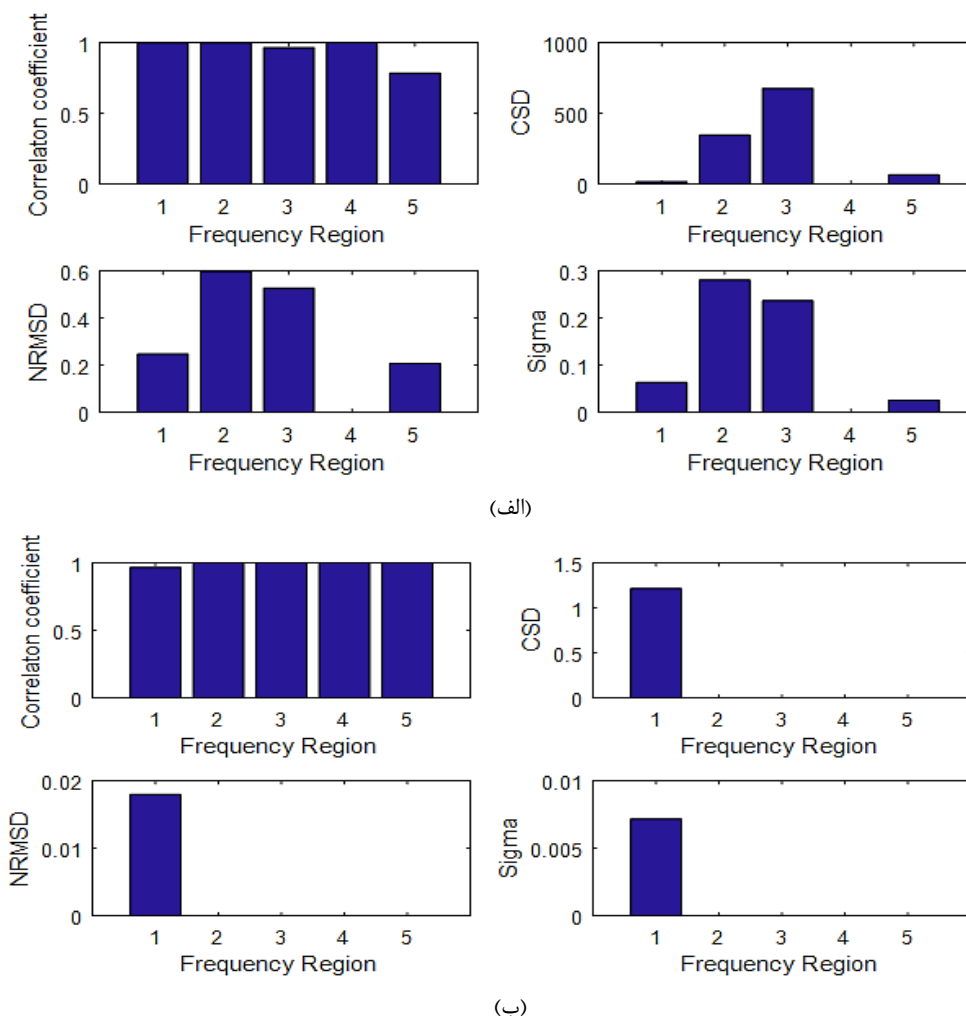 Correlaton coefficient
1
0.5
0
1 2 3 4 5
Frequency Region
CSD
1000
500
0
1 2 3 4 5
Frequency Region
NRMSD
0.6
0.4
0.2
0
1 2 3 4 5
Frequency Region
Sigma
0.3
0.2
0.1
0
1 2 3 4 5
Frequency Region
(الف)
Correlaton coefficient
1
0.5
0
1 2 3 4 5
Frequency Region
CSD
1.5
1
0.5
0
1 2 3 4 5
Frequency Region
NRMSD
0.02
0.01
0
1 2 3 4 5
Frequency Region
Sigma
0.01
0.005
0
1 2 3 4 5
Frequency Region
(ب)